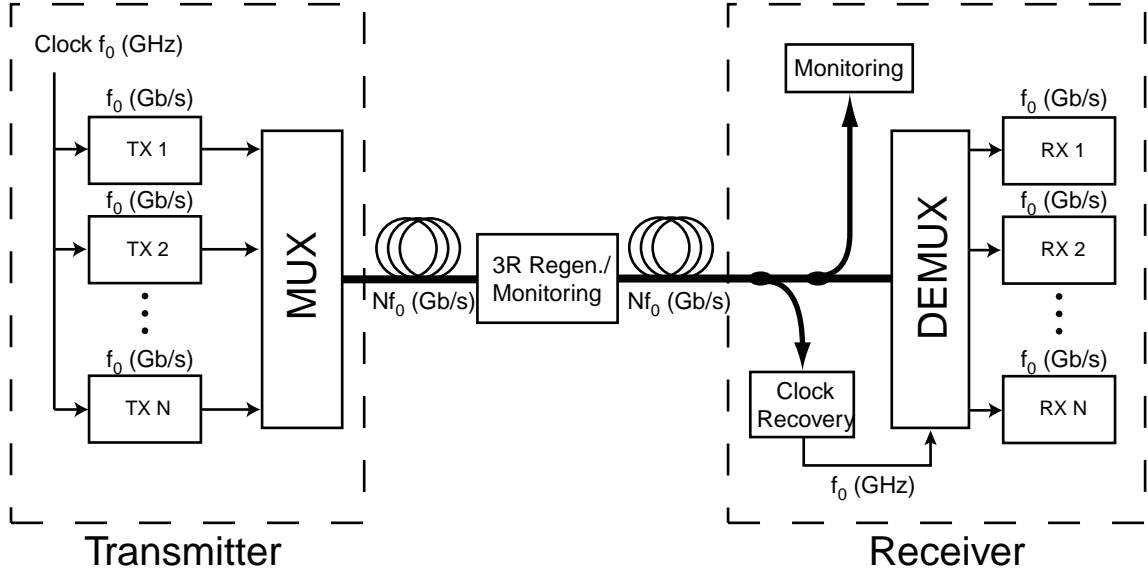 Clock f₀ (GHz)
f₀ (Gb/s)
TX 1
f₀ (Gb/s)
TX 2
f₀ (Gb/s)
TX N
MUX
Transmitter
Nf₀ (Gb/s)
3R Regen./
Monitoring
Nf₀ (Gb/s)
Monitoring
Clock
Recovery
f₀ (GHz)
DEMUX
f₀ (Gb/s)
RX 1
f₀ (Gb/s)
RX 2
f₀ (Gb/s)
RX N
Receiver